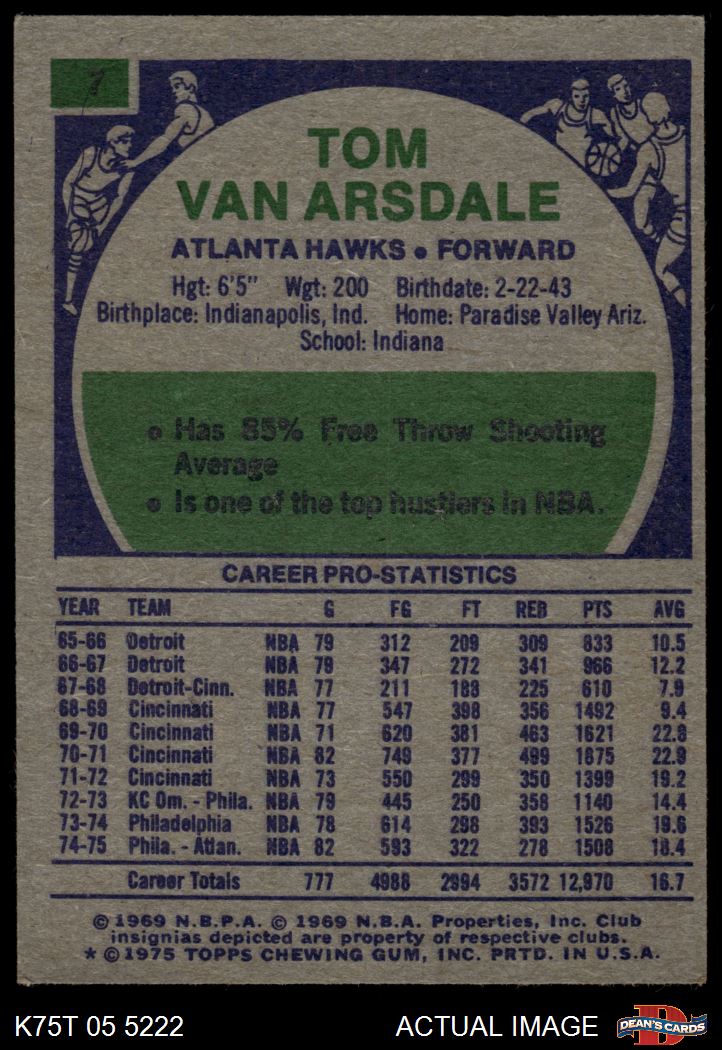 7
TOM
VAN ARSDALE
ATLANTA HAWKS • FORWARD
Hgt: 6'5" Wgt: 200 Birthdate: 2-22-43
Birthplace: Indianapolis, Ind. Home: Paradise Valley Ariz.
School: Indiana
• Has 85% Free Throw Shooting
Average
• Is one of the top hustlers in NBA.
CAREER PRO-STATISTICS
YEAR TEAM G FG FT REB PTS AVG
65-66 Detroit NBA 79 312 209 309 833 10.5
66-67 Detroit NBA 79 347 272 341 966 12.2
67-68 Detroit-Cinn. NBA 77 211 188 225 610 7.9
68-69 Cincinnati NBA 77 547 398 356 1492 9.4
69-70 Cincinnati NBA 71 620 381 463 1621 22.8
70-71 Cincinnati NBA 82 749 377 499 1875 22.9
71-72 Cincinnati NBA 73 550 299 350 1399 19.2
72-73 KC Om. - Phila. NBA 79 445 250 358 1140 14.4
73-74 Philadelphia NBA 78 614 298 393 1526 19.6
74-75 Phila. - Atlan. NBA 82 593 322 278 1508 18.4
Career Totals 777 4988 2994 3572 12,970 16.7
© 1969 N.B.P.A. © 1969 N.B.A. Properties, Inc. Club
insignias depicted are property of respective clubs.
* © 1975 TOPPS CHEWING GUM, INC. PRTD. IN U.S.A.
K75T 05 5222 ACTUAL IMAGE
D
DEAN'S CARDS